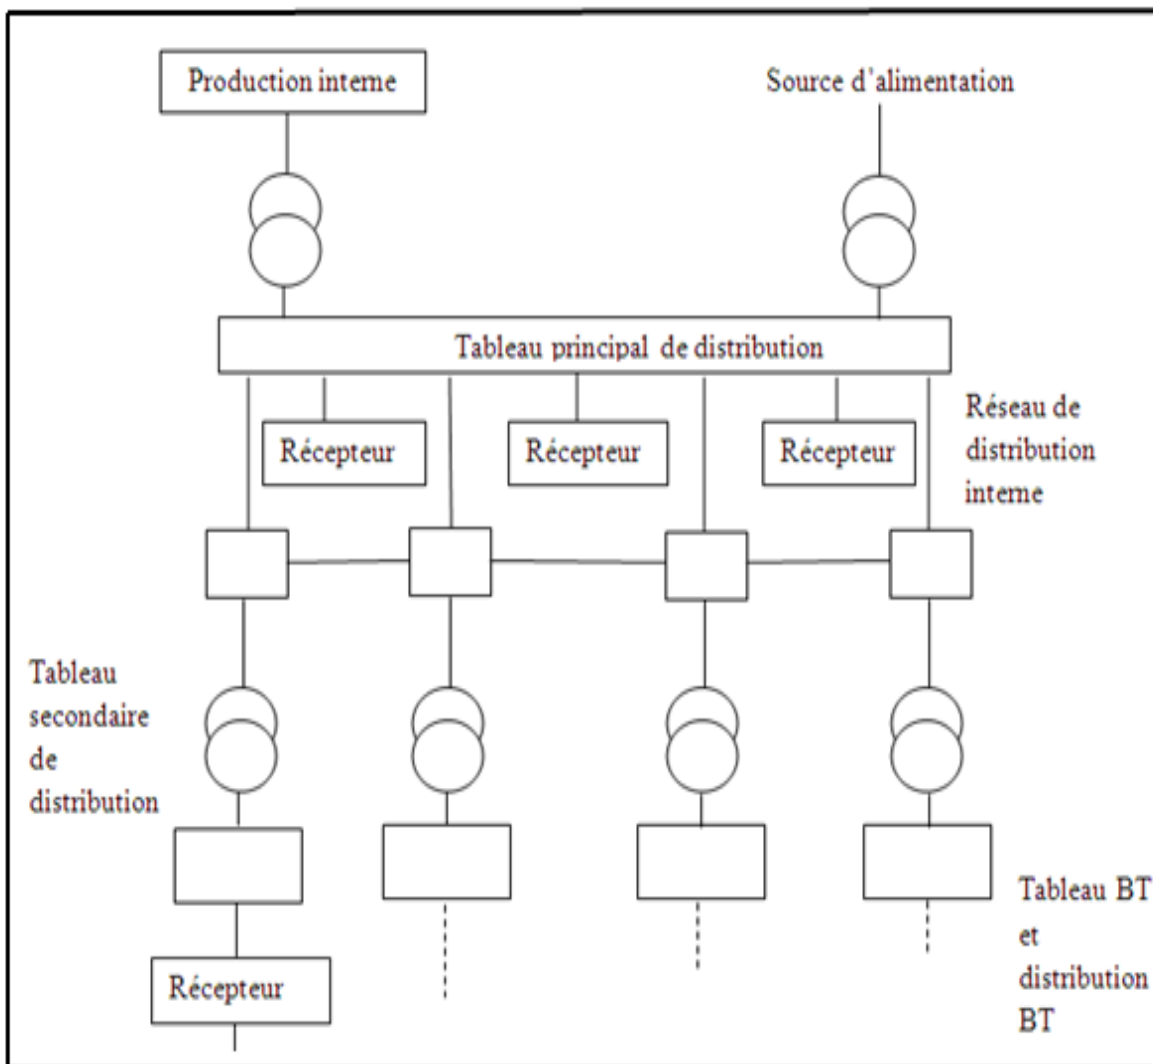 Production interne
Source d'alimentation
Tableau principal de distribution
Récepteur
Récepteur
Récepteur
Réseau de
distribution
interne
Tableau
secondaire
de
distribution
Tableau BT
et
distribution
BT
Récepteur